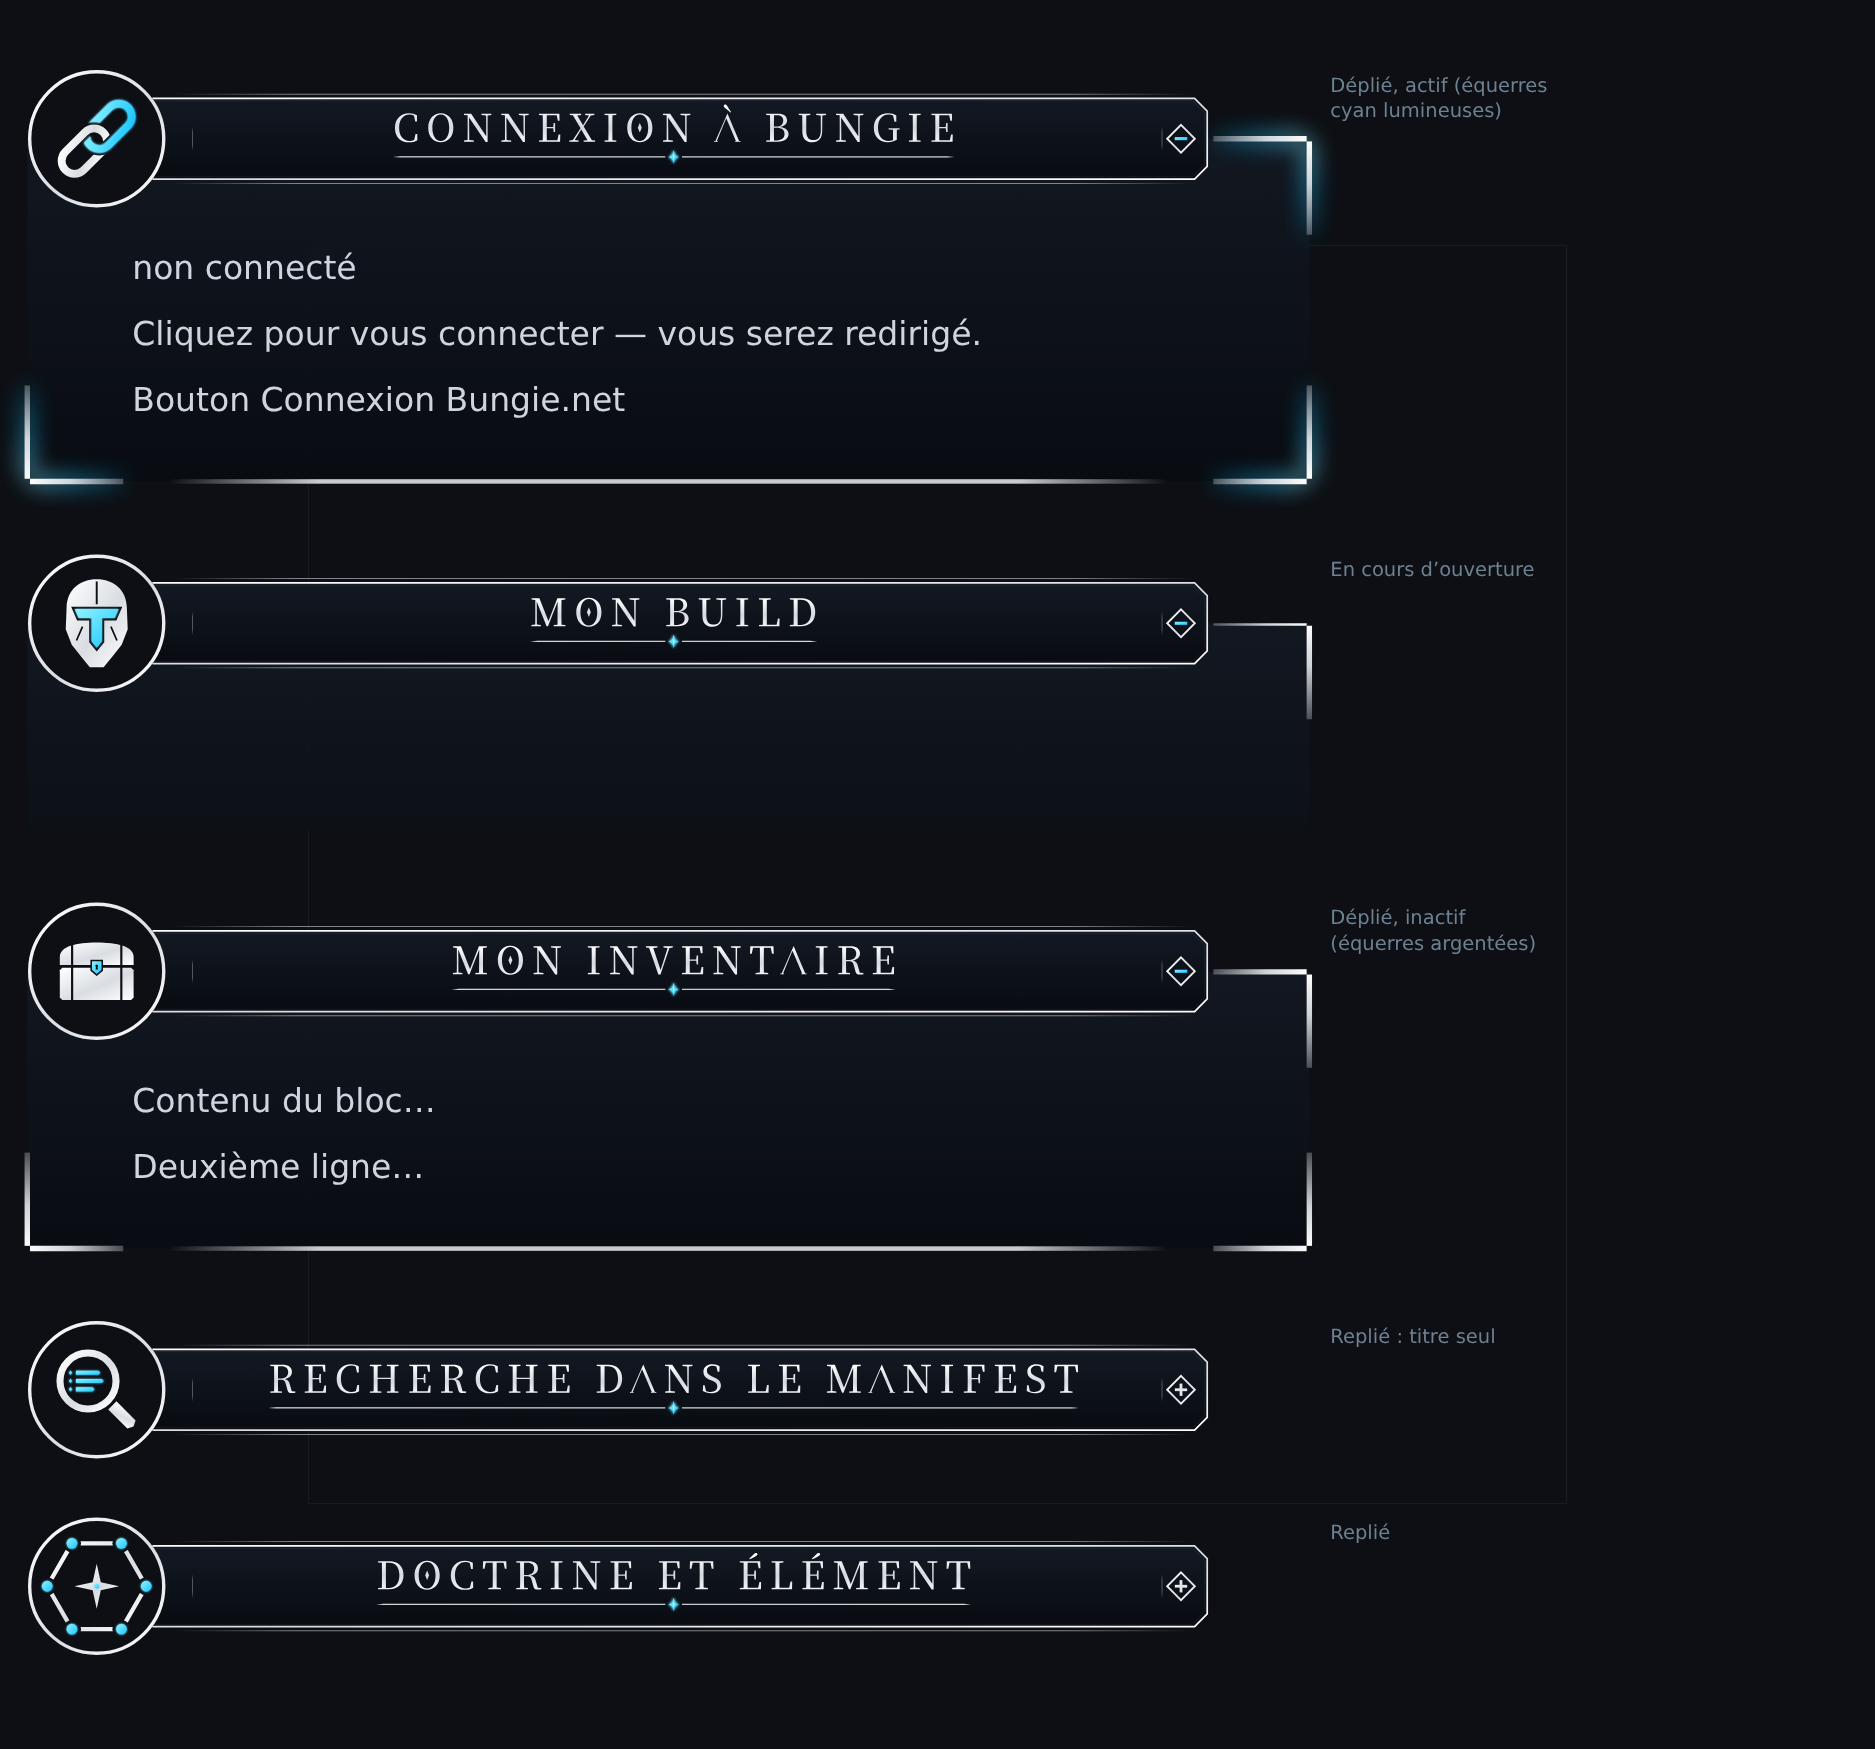 CONNEXION À BUNGIE
Déplié, actif (équerres
cyan lumineuses)
non connecté
Cliquez pour vous connecter — vous serez redirigé.
Bouton Connexion Bungie.net
MON BUILD
En cours d’ouverture
MON INVENTAIRE
Déplié, inactif
(équerres argentées)
Contenu du bloc…
Deuxième ligne…
RECHERCHE DANS LE MANIFEST
Replié : titre seul
DOCTRINE ET ÉLÉMENT
Replié